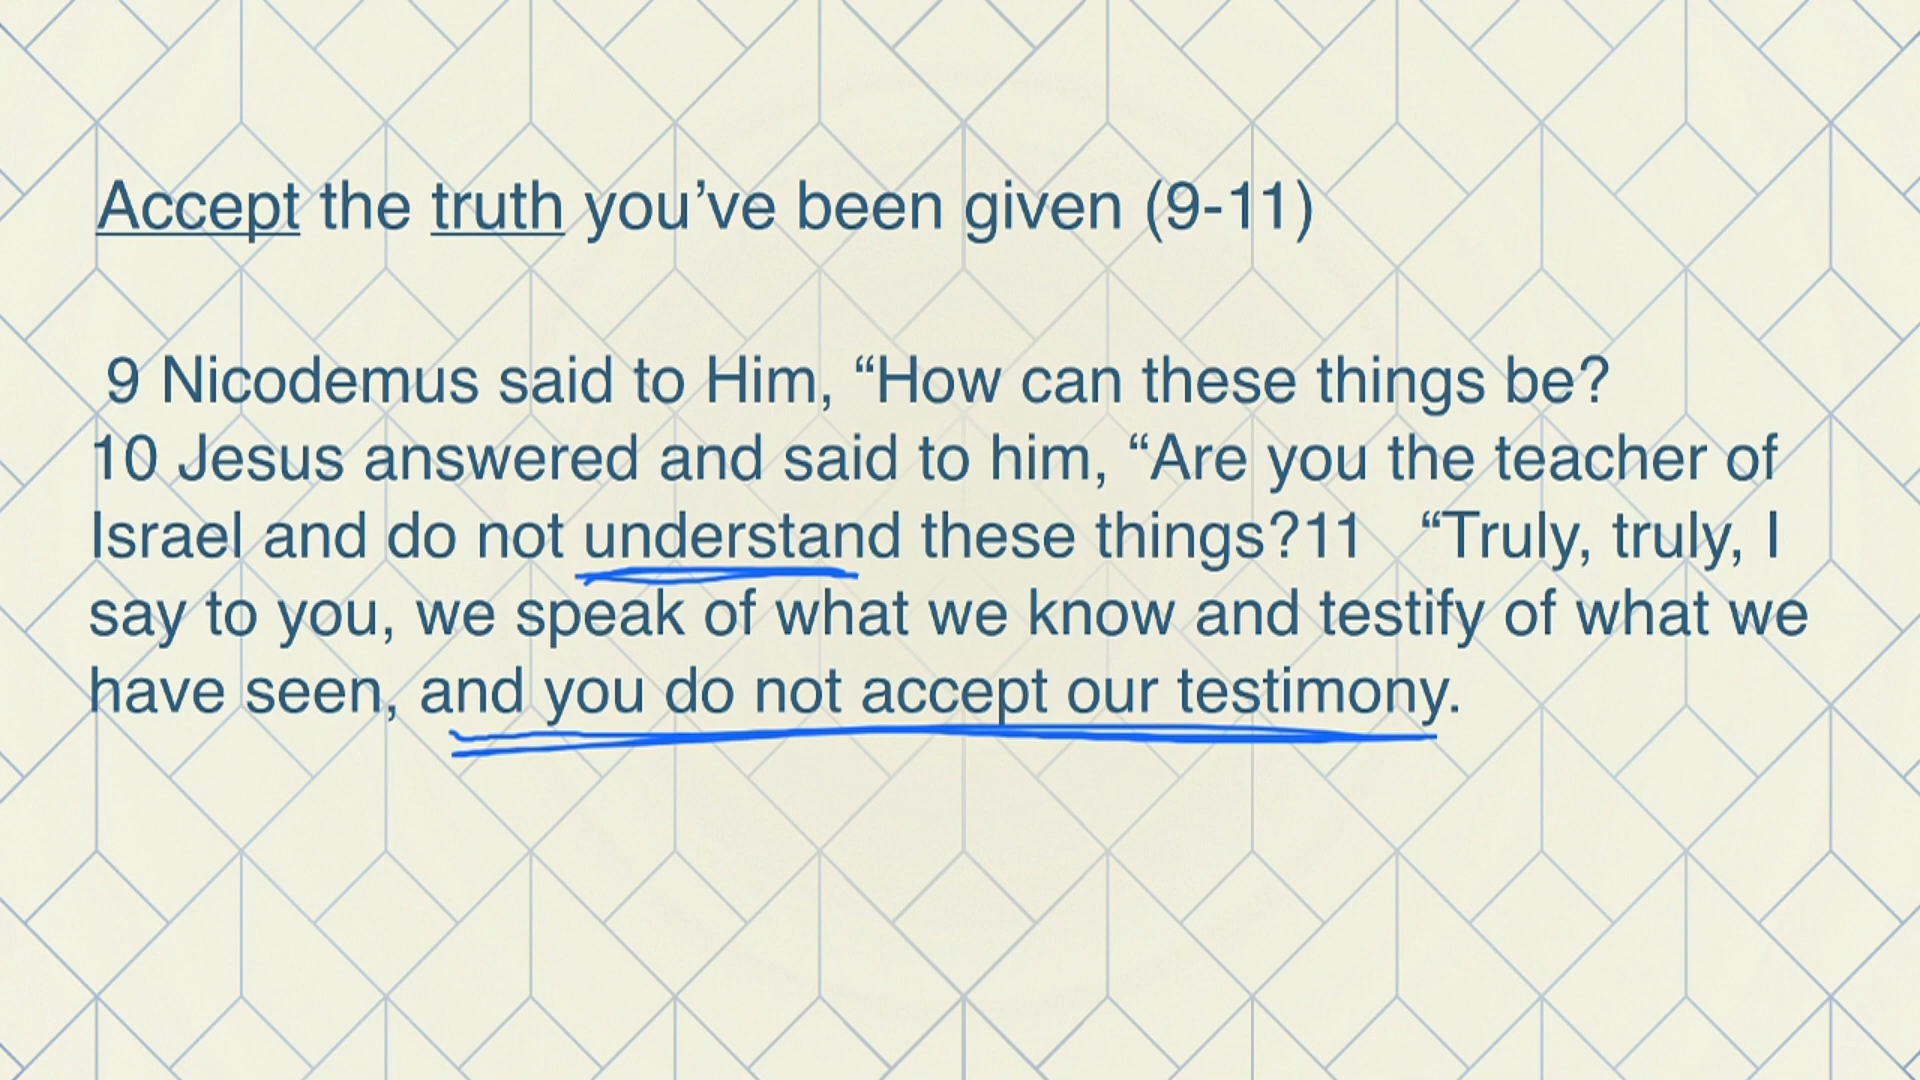 Accept the truth you’ve been given (9-11)
9 Nicodemus said to Him, “How can these things be?
10 Jesus answered and said to him, “Are you the teacher of
Israel and do not understand these things?11 “Truly, truly, I
say to you, we speak of what we know and testify of what we
have seen, and you do not accept our testimony.